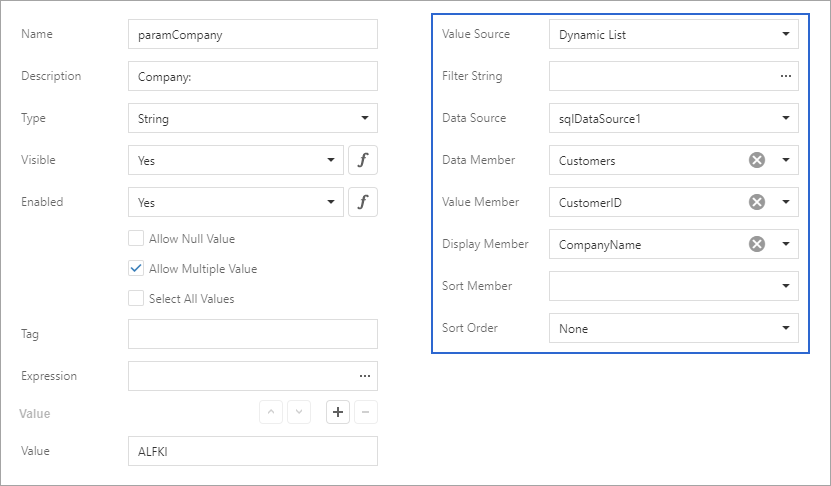 Name paramCompany
Description Company:
Type String
Visible Yes f
Enabled Yes f
Allow Null Value
Allow Multiple Value
Select All Values
Tag
Expression ...
Value
Value ALFKI
Value Source Dynamic List
Filter String ...
Data Source sqlDataSource1
Data Member Customers
Value Member CustomerID
Display Member CompanyName
Sort Member
Sort Order None